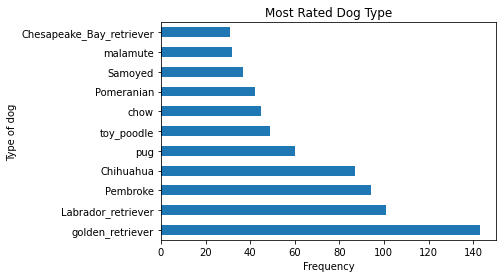 Most Rated Dog Type
Type of dog
Chesapeake_Bay_retriever
malamute
Samoyed
Pomeranian
chow
toy_poodle
pug
Chihuahua
Pembroke
Labrador_retriever
golden_retriever
0 20 40 60 80 100 120 140
Frequency